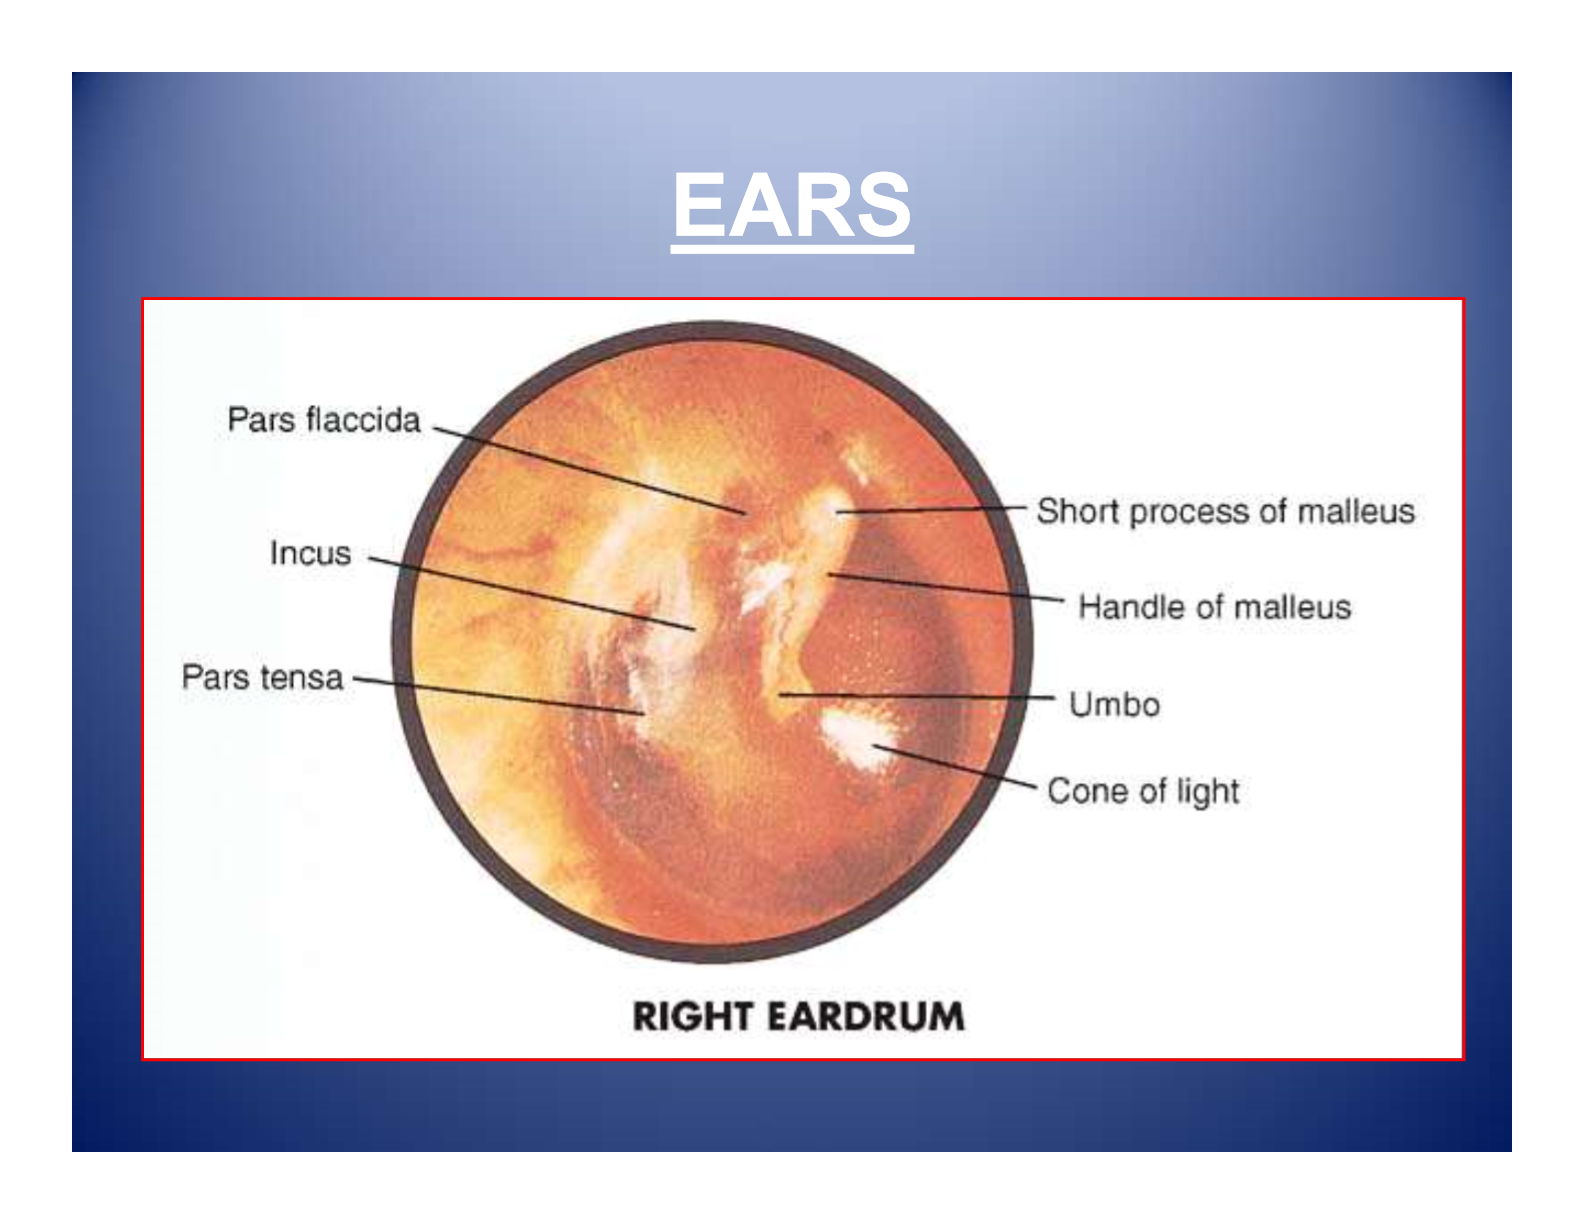 EARS
Pars flaccida
Short process of malleus
Incus
Handle of malleus
Pars tensa
Umbo
Cone of light
RIGHT EARDRUM